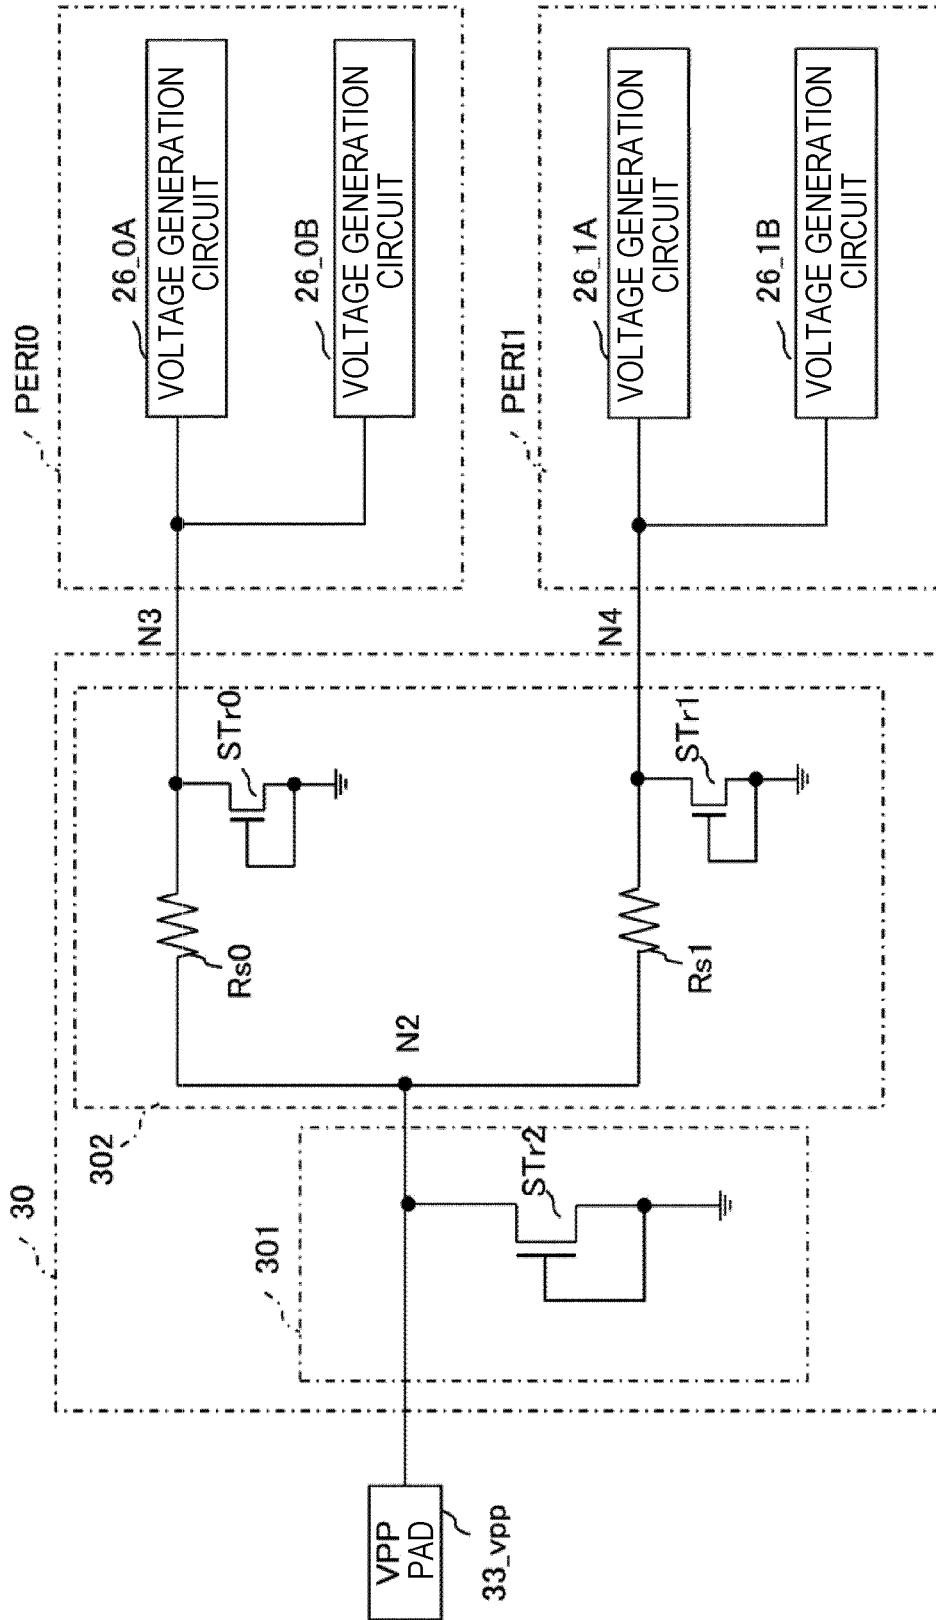 30
302
301
VPP
PAD
33_vpp
STr2
N2
Rs0
STr0
Rs1
STr1
N3
N4
PERI0
26_0A
VOLTAGE GENERATION
CIRCUIT
26_0B
VOLTAGE GENERATION
CIRCUIT
PERI1
26_1A
VOLTAGE GENERATION
CIRCUIT
26_1B
VOLTAGE GENERATION
CIRCUIT